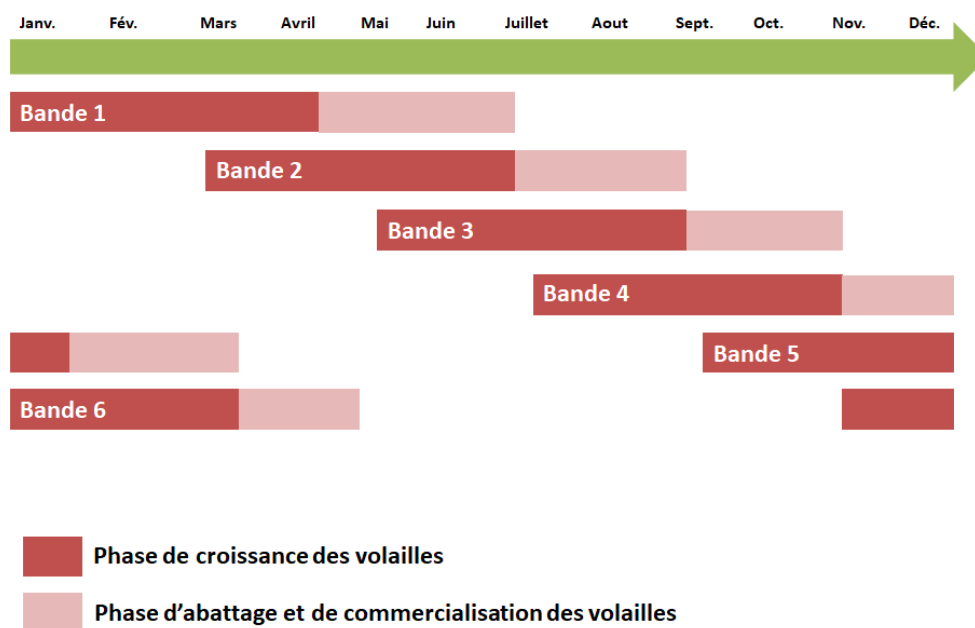 Janv. Fév. Mars Avril Mai Juin Juillet Aout Sept. Oct. Nov. Déc.
Bande 1
Bande 2
Bande 3
Bande 4
Bande 5
Bande 6
Phase de croissance des volailles
Phase d'abattage et de commercialisation des volailles